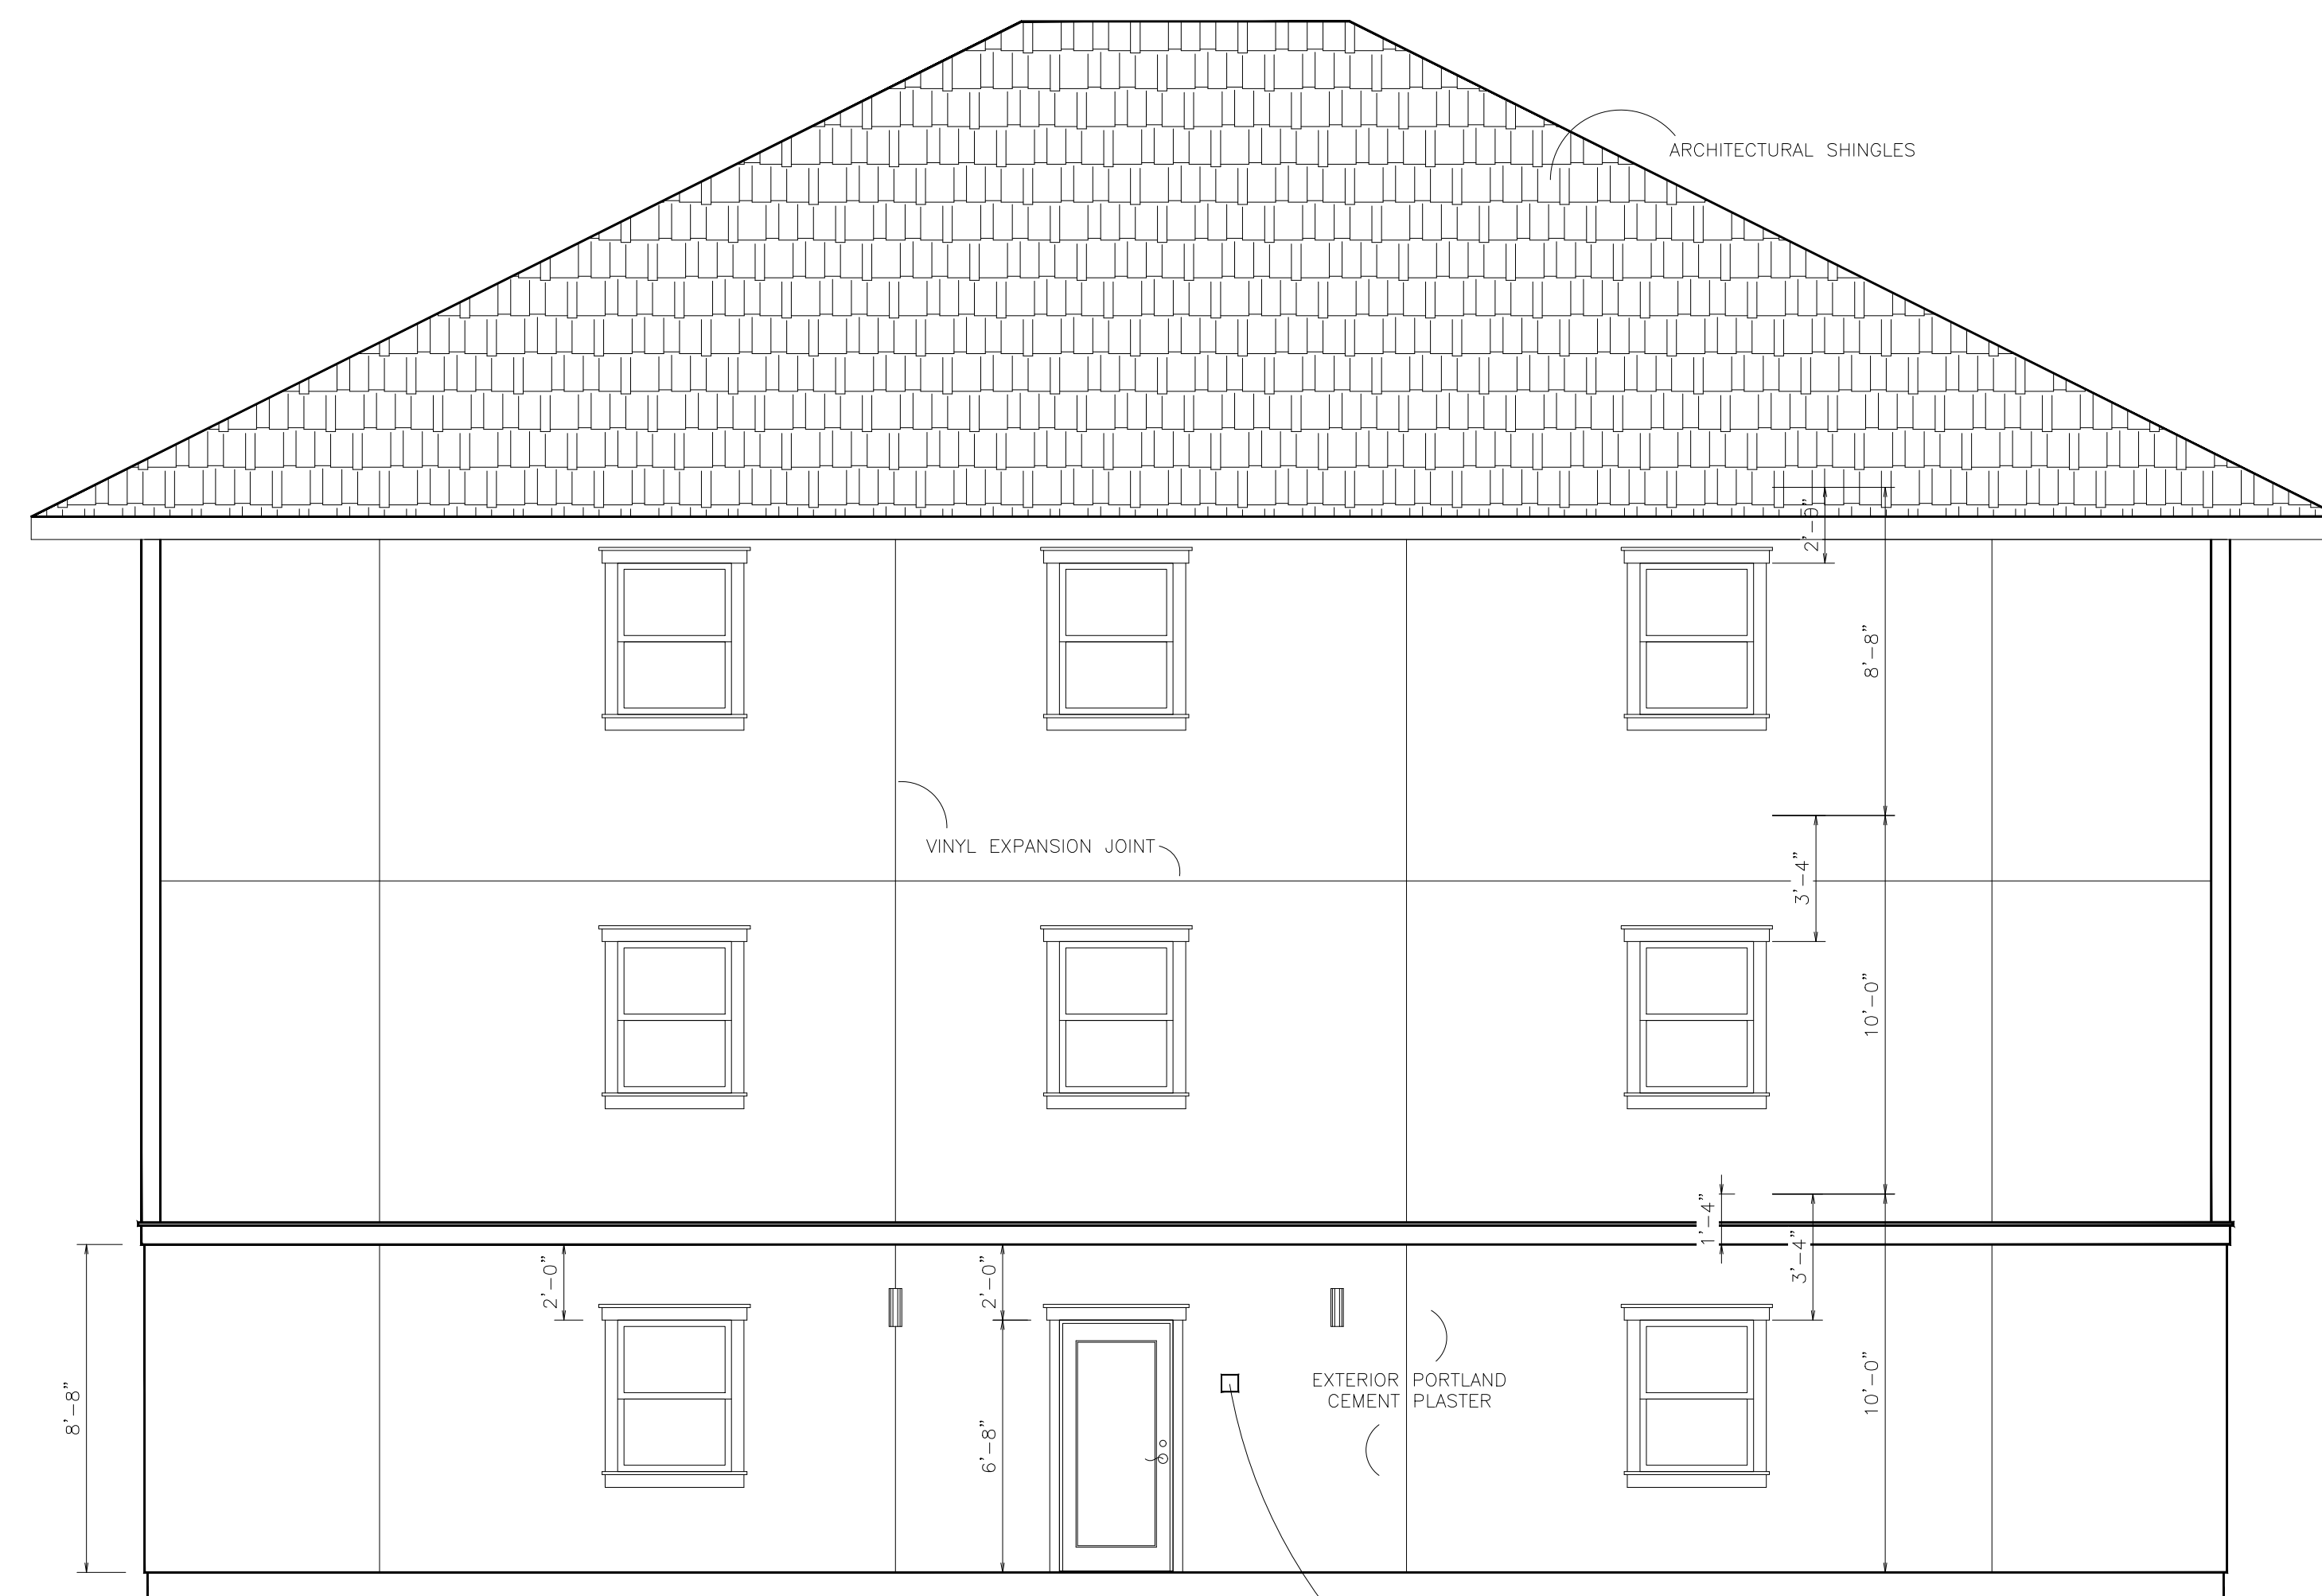 ARCHITECTURAL SHINGLES
2'-9"
8'-8"
VINYL EXPANSION JOINT
3'-4"
10'-0"
1'-4"
3'-4"
2'-0"
2'-0"
8'-8"
6'-8"
EXTERIOR PORTLAND
CEMENT PLASTER
10'-0"